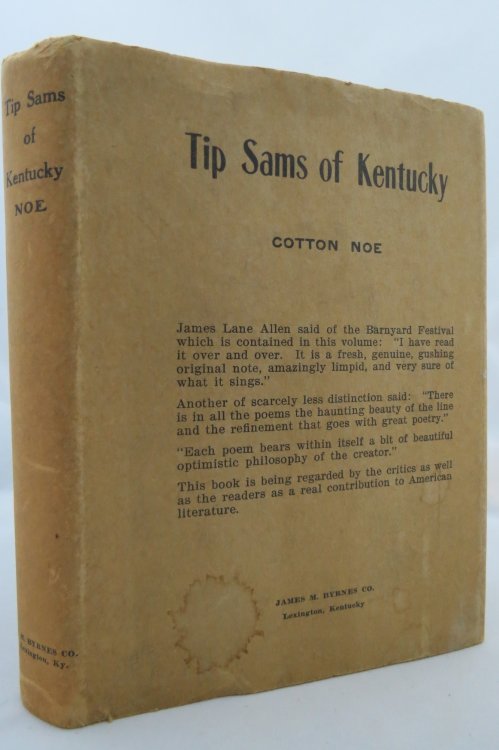 Tip Sams
of
Kentucky
NOE
M. BYRNES CO.
Lexington, Ky.
Tip Sams of Kentucky
COTTON NOE
James Lane Allen said of the Barnyard Festival
which is contained in this volume: "I have read
it over and over. It is a fresh, genuine, gushing
original note, amazingly limpid, and very sure of
what it sings."
Another of scarcely less distinction said: "There
is in all the poems the haunting beauty of the line
and the refinement that goes with great poetry."
"Each poem bears within itself a bit of beautiful
optimistic philosophy of the creator."
This book is being regarded by the critics as well
as the readers as a real contribution to American
literature.
JAMES M. BYRNES CO.
Lexington, Kentucky